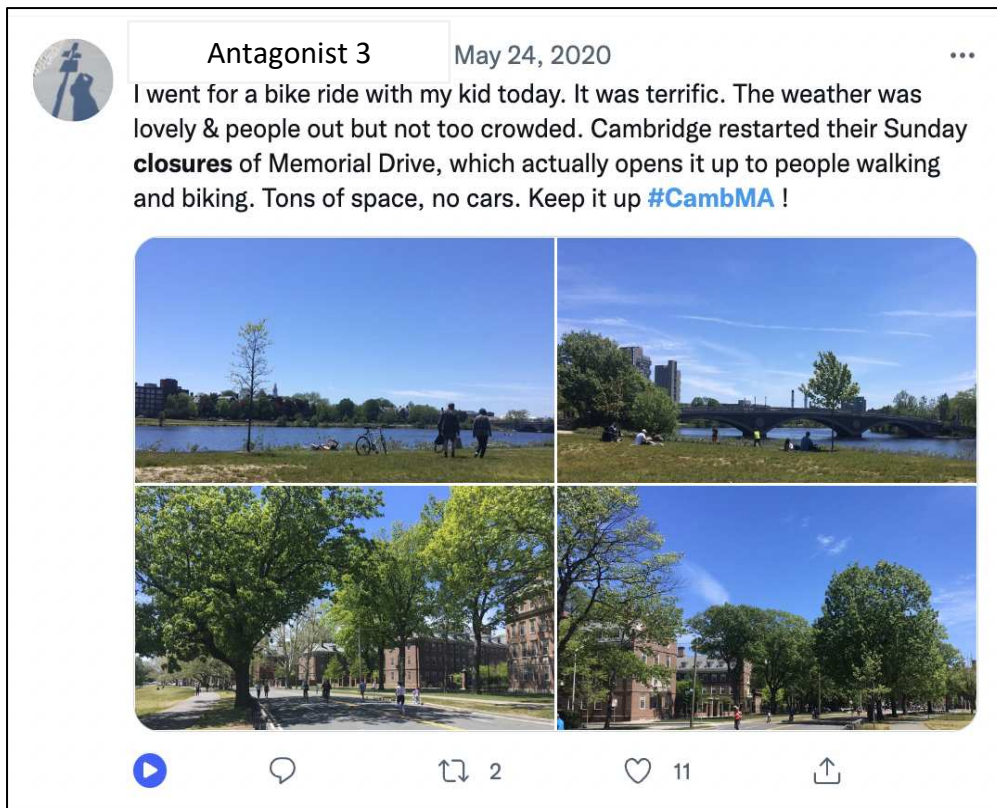 Antagonist 3
May 24, 2020
I went for a bike ride with my kid today. It was terrific. The weather was
lovely & people out but not too crowded. Cambridge restarted their Sunday
closures of Memorial Drive, which actually opens it up to people walking
and biking. Tons of space, no cars. Keep it up #CambMA !
2
11